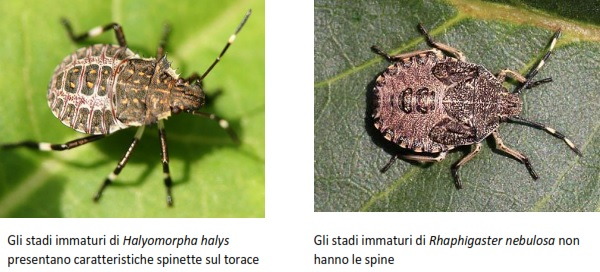 Gli stadi immaturi di Halyomorpha halys
presentano caratteristiche spinette sul torace
Gli stadi immaturi di Rhaphigaster nebulosa non
hanno le spine